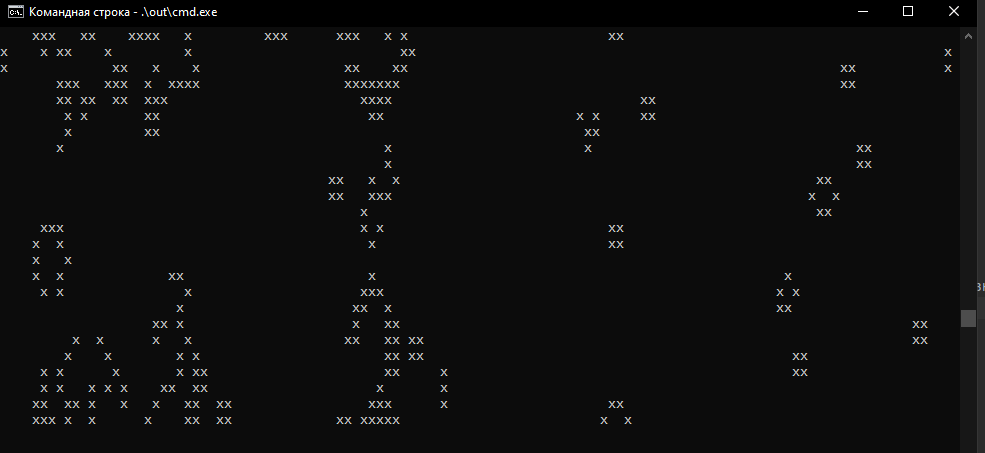 Командная строка - .\out\cmd.exe
xxx xx xxxx x xxx xxx x x xx
x x xx x x xx x
x xx x x xx xx xx x
xxx xxx x xxxx xxxxxxx xx
xx xx xx xxx xxxx xx
x x xx xx x x xx
x xx xx
x x x xx
x xx
xx x x xx
xx xxx x x
x xx
xxx x x xx
x x x xx
x x
x x xx x x
x x x xxx x x
x xx x xx
xx x x xx xx
x x x x xx xx xx xx
x x x x xx xx xx
x x x x xx xx x xx
x x x x x xx xx x x
xx xx x x x xx xx xxx x xx
xxx x x x xx xx xx xxxxx x x